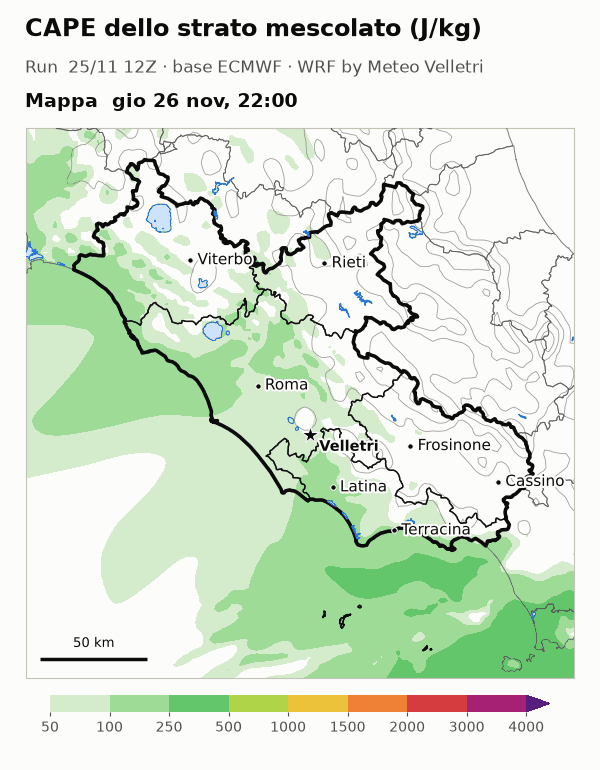 CAPE dello strato mescolato (J/kg)
Run  25/11 12Z · base ECMWF · WRF by Meteo Velletri
Mappa  gio 26 nov, 22:00
Viterbo
Rieti
Roma
Velletri
Frosinone
Latina
Cassino
Terracina
50 km
50 100 250 500 1000 1500 2000 3000 4000